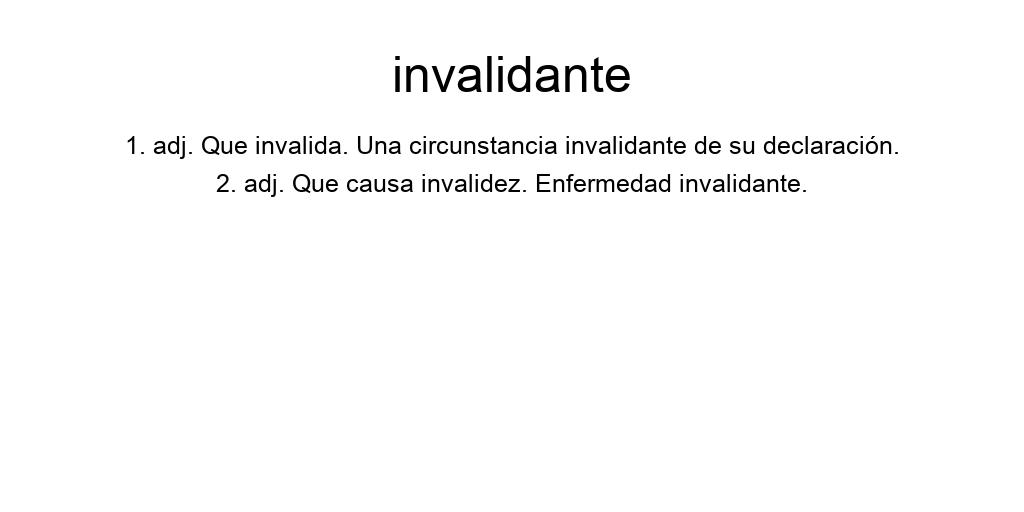 invalidante
1. adj. Que invalida. Una circunstancia invalidante de su declaración.
2. adj. Que causa invalidez. Enfermedad invalidante.